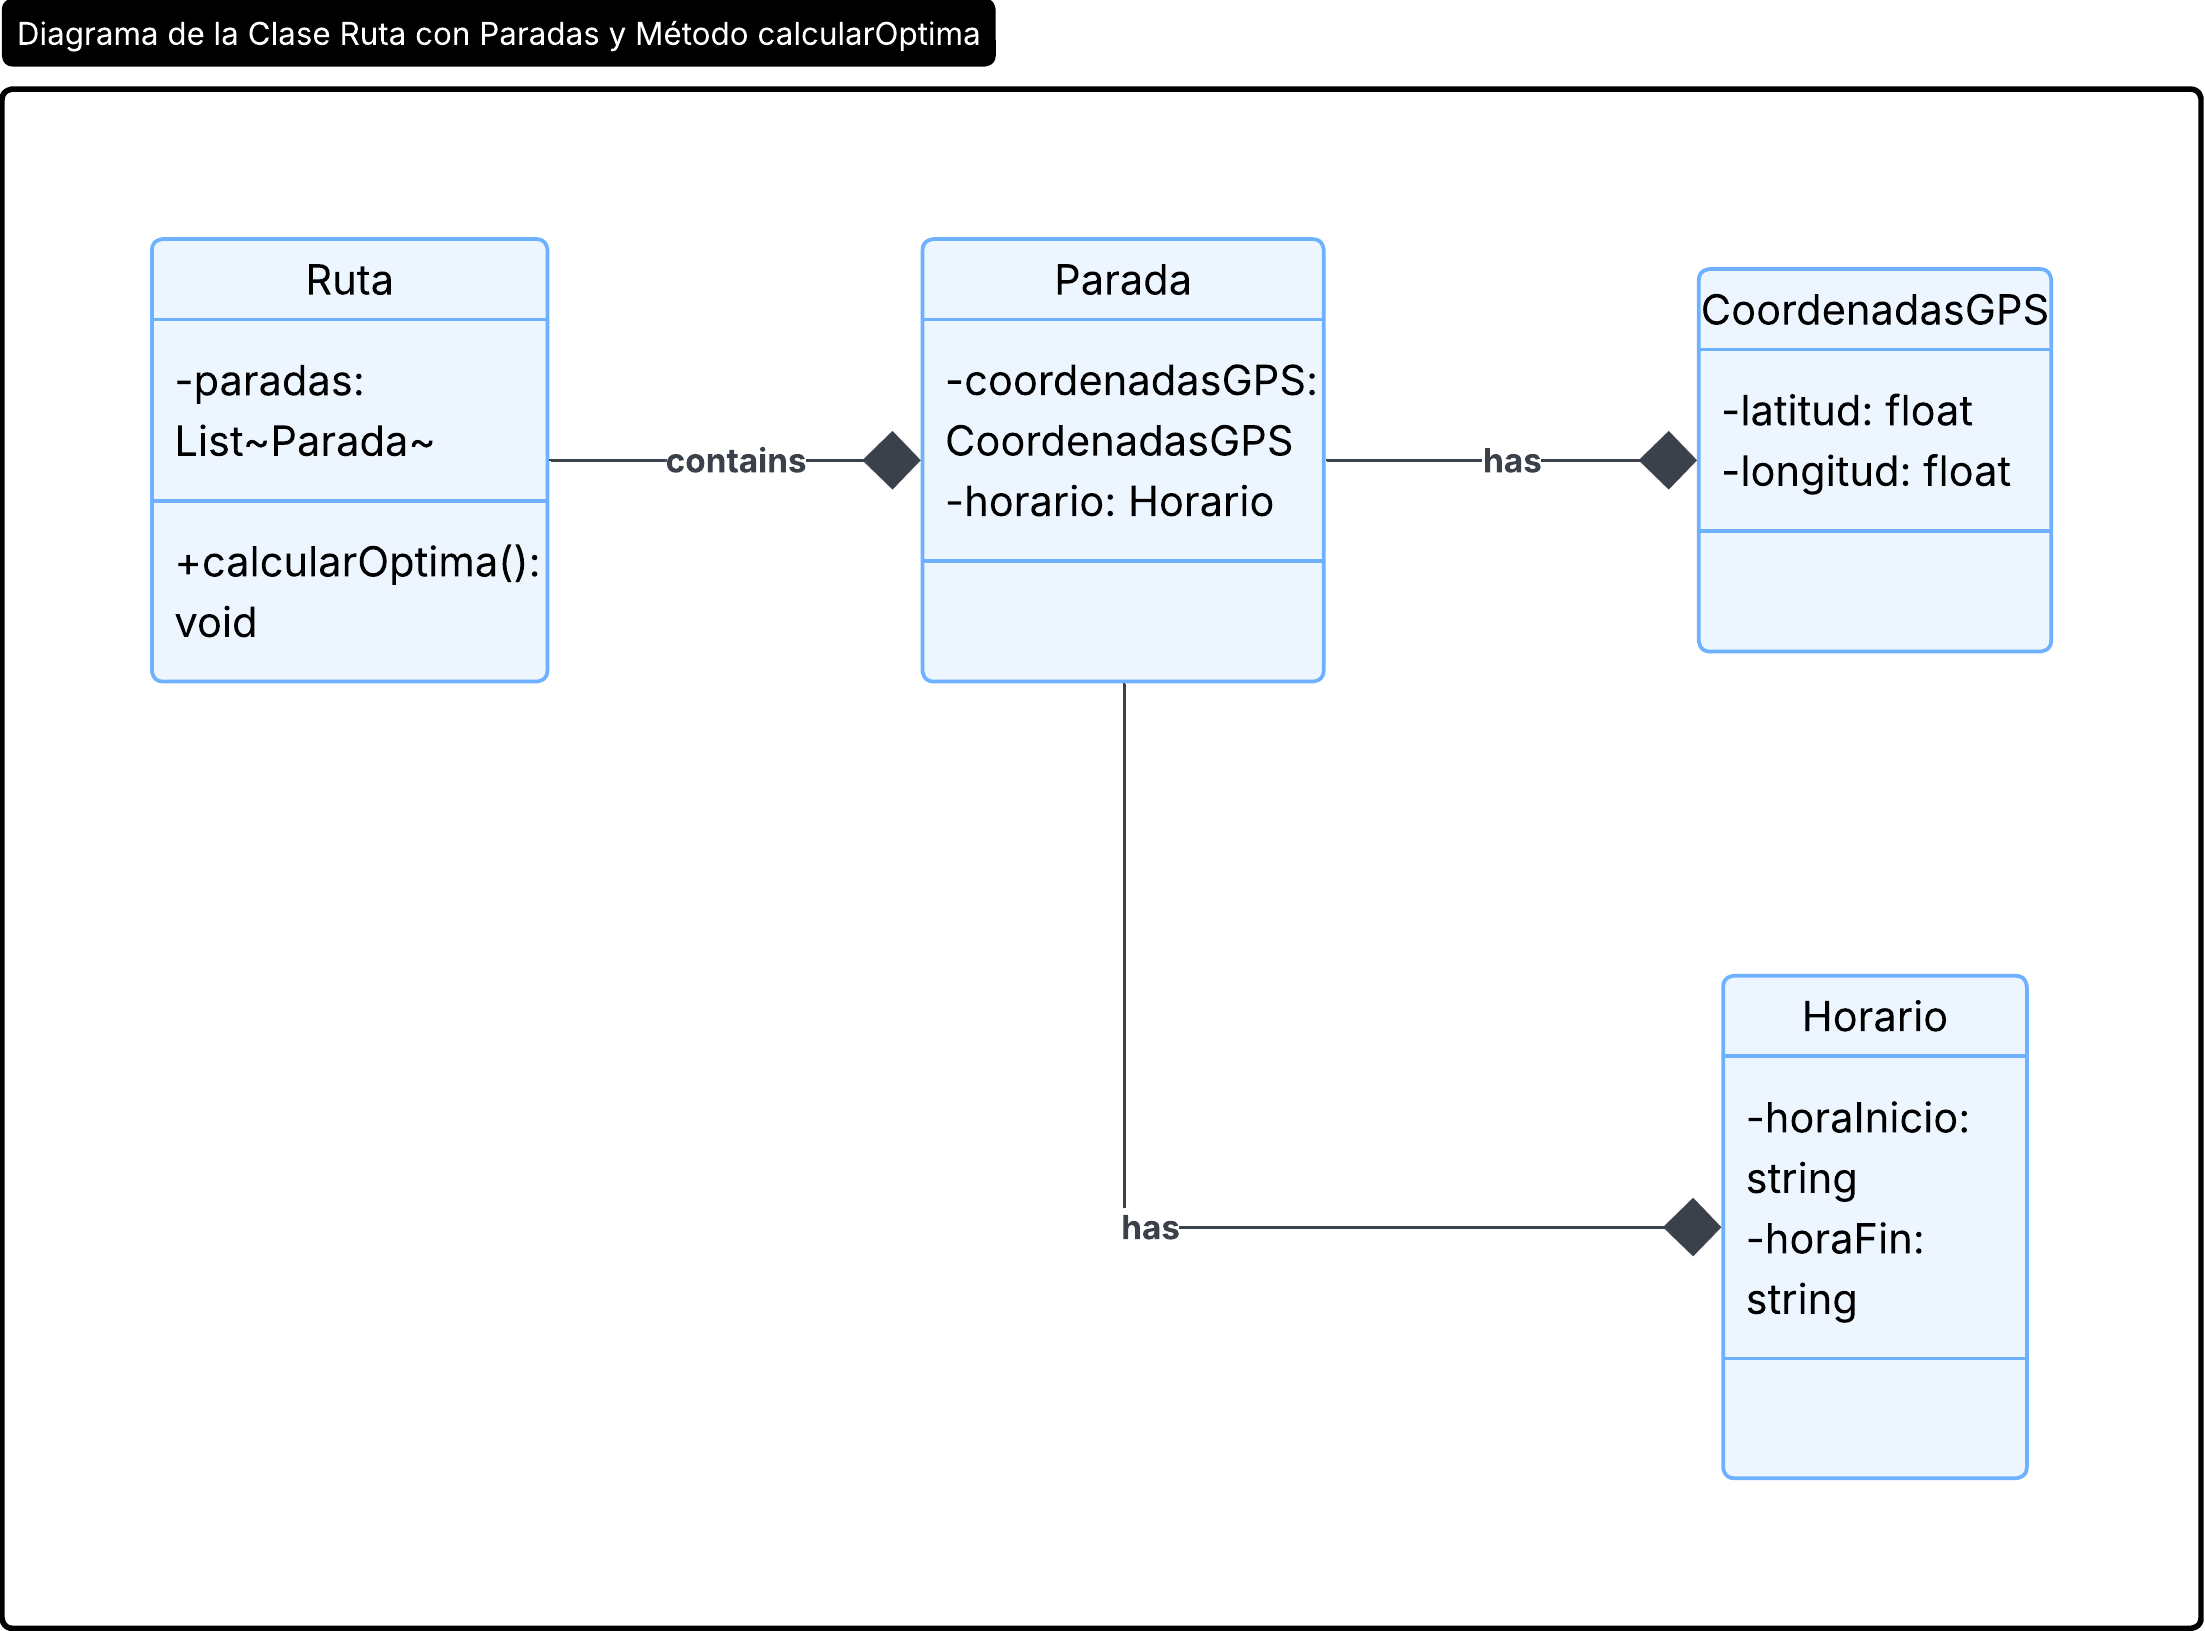 Diagrama de la Clase Ruta con Paradas y Método calcularOptima
Ruta
-paradas:
List~Parada~
+calcularOptima():
void
contains
Parada
-coordenadasGPS:
CoordenadasGPS
-horario: Horario
has
CoordenadasGPS
-latitud: float
-longitud: float
has
Horario
-horaInicio:
string
-horaFin:
string